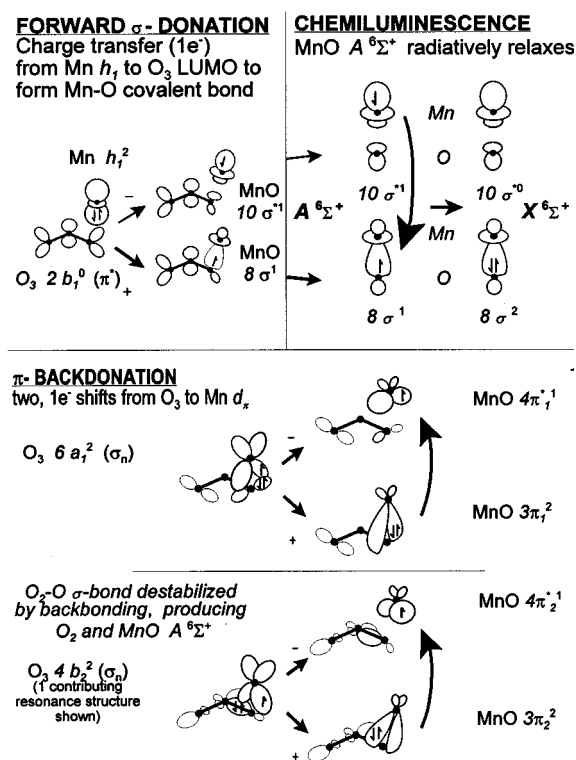 FORWARD σ- DONATION
Charge transfer (1e⁻)
from Mn h₁ to O₃ LUMO to
form Mn-O covalent bond
Mn h₁²
–
MnO
10 σ*¹
MnO
8 σ¹
O₃ 2 b₁⁰ (π*)
+
CHEMILUMINESCENCE
MnO A ⁶Σ⁺ radiatively relaxes
Mn
O
10 σ*¹
10 σ*⁰
A ⁶Σ⁺
X ⁶Σ⁺
Mn
O
8 σ ¹
8 σ ²
π- BACKDONATION
two, 1e⁻ shifts from O₃ to Mn dπ
O₃ 6 a₁² (σₙ)
–
MnO 4π*₁¹
+
MnO 3π₁²
O₂-O σ-bond destabilized
by backbonding, producing
O₂ and MnO A ⁶Σ⁺
O₃ 4 b₂² (σₙ)
(1 contributing
resonance structure
shown)
–
MnO 4π*₂¹
+
MnO 3π₂²